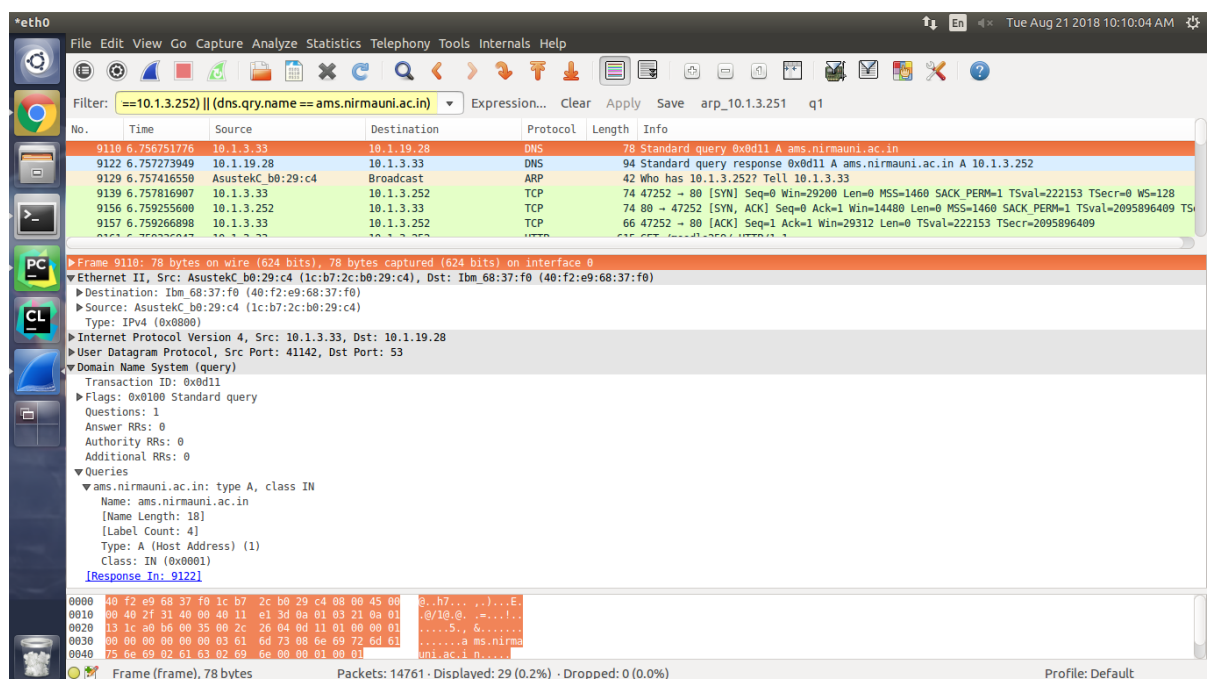 *eth0
En
Tue Aug 21 2018 10:10:04 AM
File Edit View Go Capture Analyze Statistics Telephony Tools Internals Help
Filter: ==10.1.3.252) || (dns.qry.name == ams.nirmauni.ac.in) Expression... Clear Apply Save arp_10.1.3.251 q1
No. Time Source Destination Protocol Length Info
9110 6.756751776 10.1.3.33 10.1.19.28 DNS 78 Standard query 0x0d11 A ams.nirmauni.ac.in
9122 6.757273949 10.1.19.28 10.1.3.33 DNS 94 Standard query response 0x0d11 A ams.nirmauni.ac.in A 10.1.3.252
9129 6.757416550 AsustekC_b0:29:c4 Broadcast ARP 42 Who has 10.1.3.252? Tell 10.1.3.33
9139 6.757816907 10.1.3.33 10.1.3.252 TCP 74 47252 → 80 [SYN] Seq=0 Win=29200 Len=0 MSS=1460 SACK_PERM=1 TSval=222153 TSecr=0 WS=128
9156 6.759255600 10.1.3.252 10.1.3.33 TCP 74 80 → 47252 [SYN, ACK] Seq=0 Ack=1 Win=14480 Len=0 MSS=1460 SACK_PERM=1 TSval=2095896409 TS
9157 6.759266898 10.1.3.33 10.1.3.252 TCP 66 47252 → 80 [ACK] Seq=1 Ack=1 Win=29312 Len=0 TSval=222153 TSecr=2095896409
Frame 9110: 78 bytes on wire (624 bits), 78 bytes captured (624 bits) on interface 0
Ethernet II, Src: AsustekC_b0:29:c4 (1c:b7:2c:b0:29:c4), Dst: Ibm_68:37:f0 (40:f2:e9:68:37:f0)
Destination: Ibm_68:37:f0 (40:f2:e9:68:37:f0)
Source: AsustekC_b0:29:c4 (1c:b7:2c:b0:29:c4)
Type: IPv4 (0x0800)
Internet Protocol Version 4, Src: 10.1.3.33, Dst: 10.1.19.28
User Datagram Protocol, Src Port: 41142, Dst Port: 53
Domain Name System (query)
Transaction ID: 0x0d11
Flags: 0x0100 Standard query
Questions: 1
Answer RRs: 0
Authority RRs: 0
Additional RRs: 0
Queries
ams.nirmauni.ac.in: type A, class IN
Name: ams.nirmauni.ac.in
[Name Length: 18]
[Label Count: 4]
Type: A (Host Address) (1)
Class: IN (0x0001)
[Response In: 9122]
0000 40 f2 e9 68 37 f0 1c b7 2c b0 29 c4 08 00 45 00 @..h7... ,.)...E.
0010 00 40 2f 31 40 00 40 11 e1 3d 0a 01 03 21 0a 01 .@/1@.@. .=...!..
0020 13 1c a0 b6 00 35 00 2c 26 04 0d 11 01 00 00 01 .....5., &.......
0030 00 00 00 00 00 00 03 61 6d 73 08 6e 69 72 6d 61 .......a ms.nirma
0040 75 6e 69 02 61 63 02 69 6e 00 00 01 00 01 uni.ac.i n.....
Frame (frame), 78 bytes Packets: 14761 · Displayed: 29 (0.2%) · Dropped: 0 (0.0%) Profile: Default
PC
CL